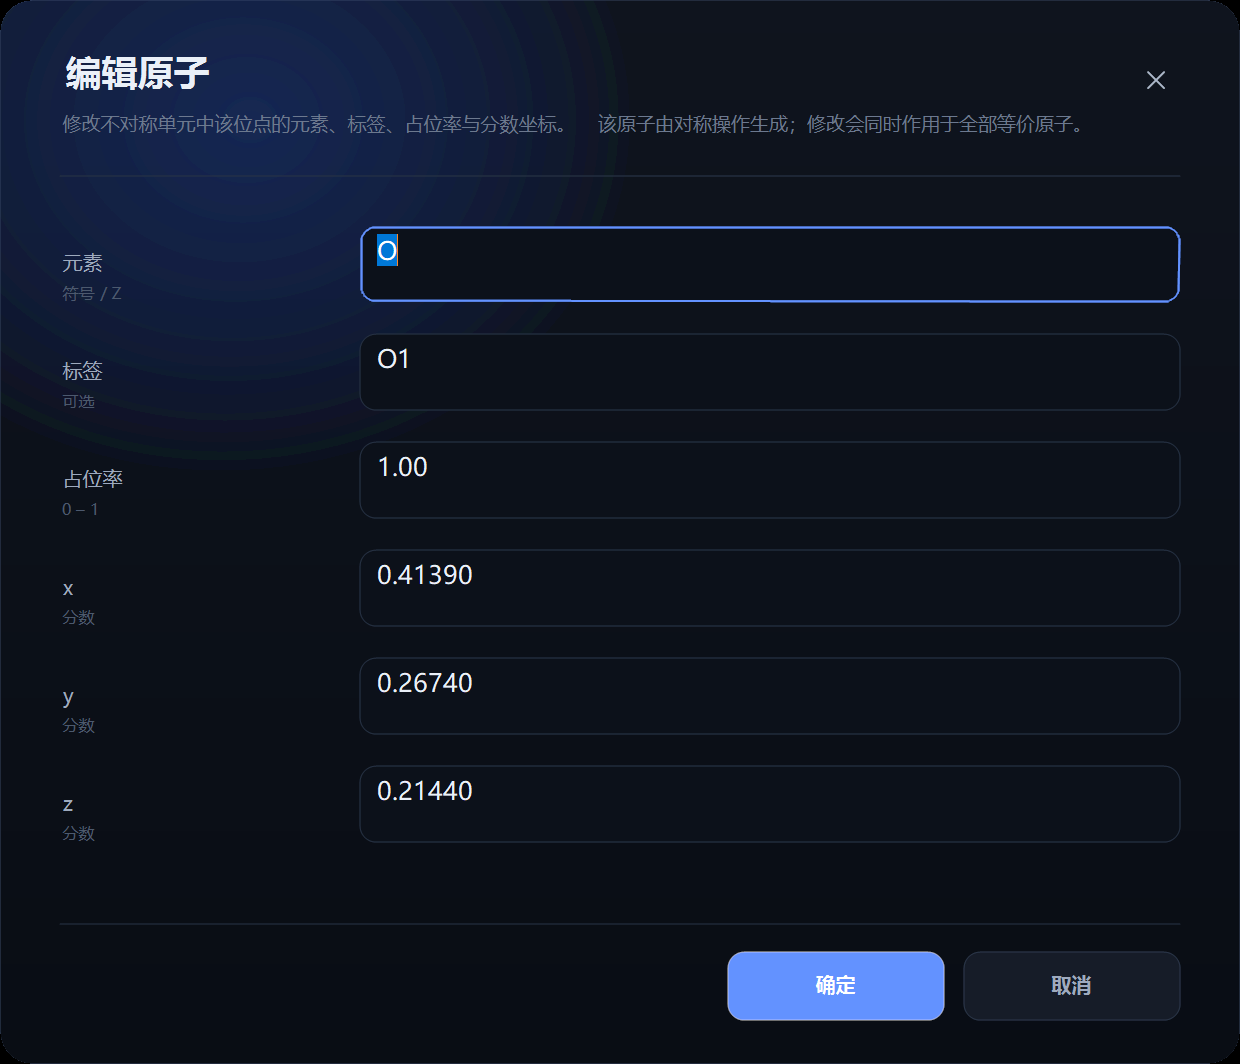 编辑原子
修改不对称单元中该位点的元素、标签、占位率与分数坐标。 该原子由对称操作生成；修改会同时作用于全部等价原子。
元素
符号 / Z
O
标签
可选
O1
占位率
0 – 1
1.00
x
分数
0.41390
y
分数
0.26740
z
分数
0.21440
确定
取消